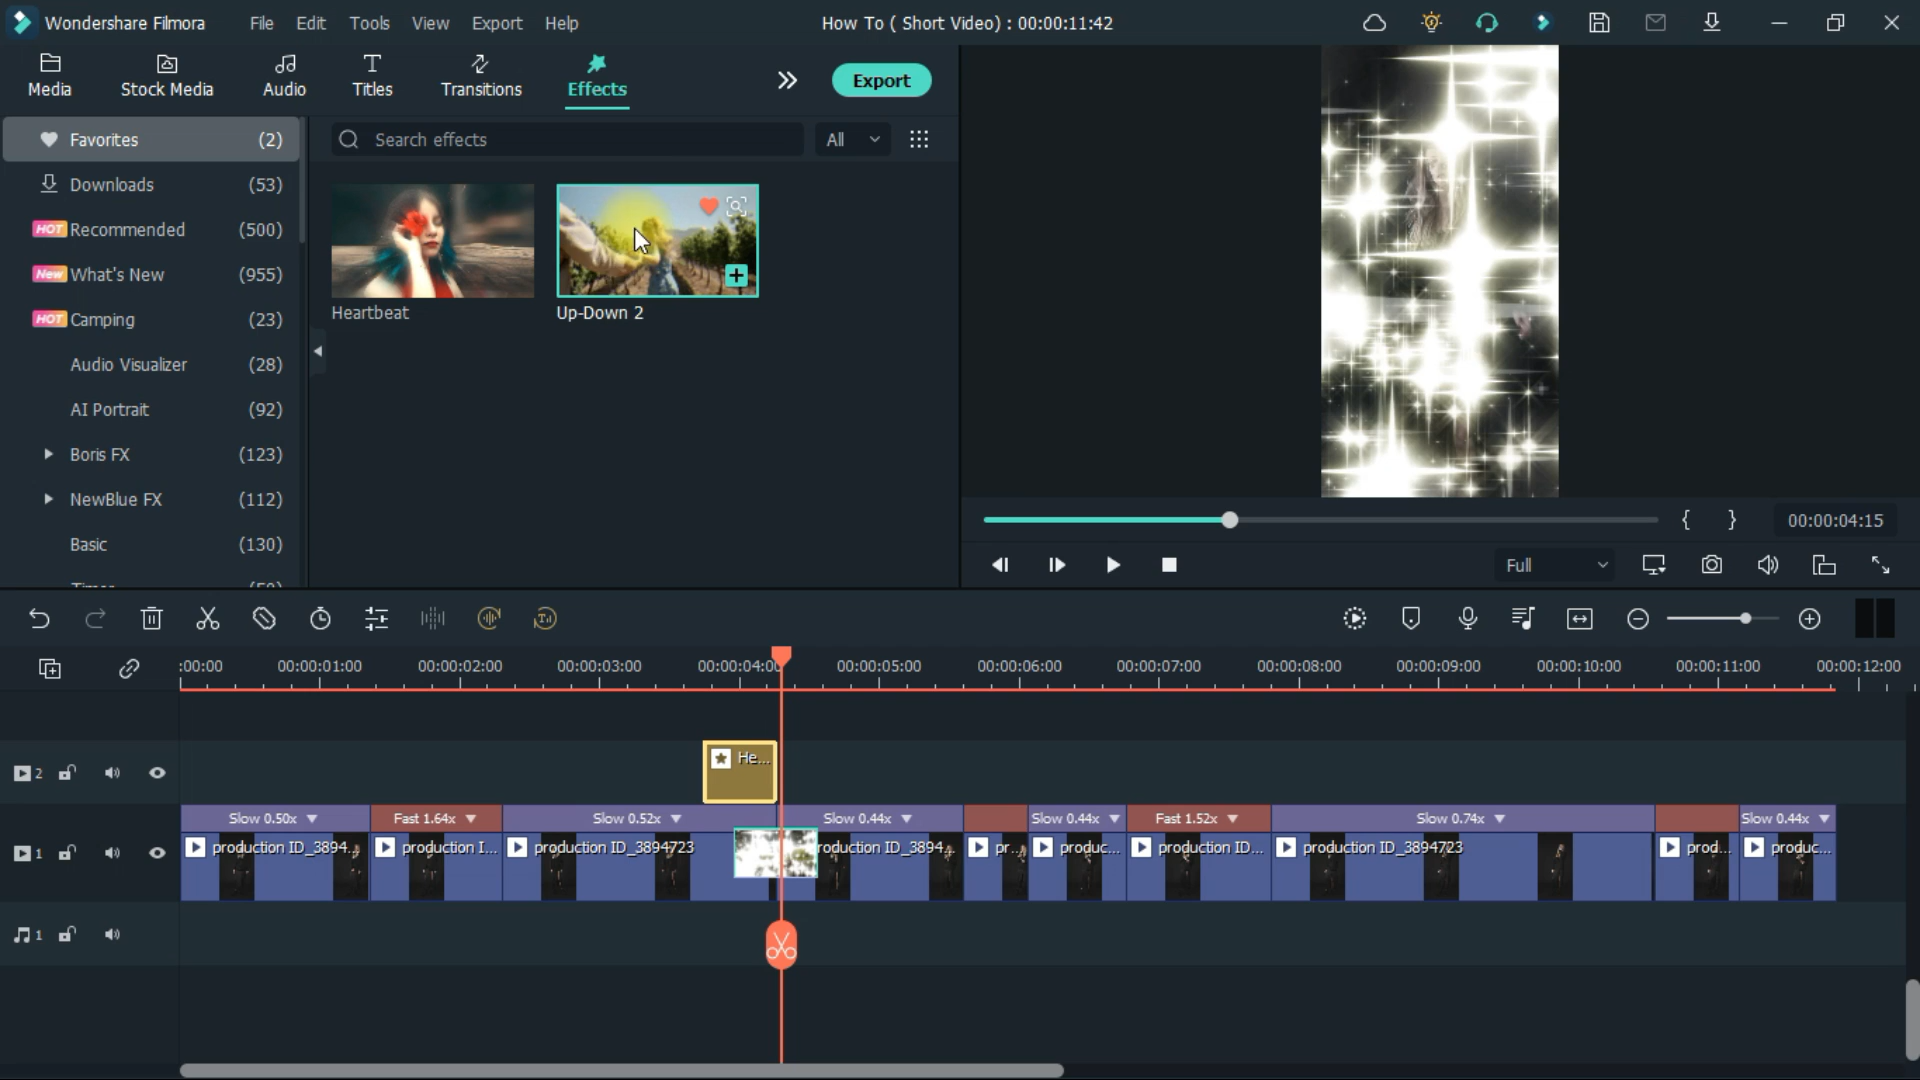 Wondershare Filmora File Edit Tools View Export Help How To ( Short Video) : 00:00:11:42
Media Stock Media Audio Titles Transitions Effects Export
Favorites (2)
Downloads (53)
HOT Recommended (500)
New What's New (955)
HOT Camping (23)
Audio Visualizer (28)
AI Portrait (92)
Boris FX (123)
NewBlue FX (112)
Basic (130)
Search effects All
Heartbeat Up-Down 2
{ } 00:00:04:15
Full
:00:00 00:00:01:00 00:00:02:00 00:00:03:00 00:00:04:00 00:00:05:00 00:00:06:00 00:00:07:00 00:00:08:00 00:00:09:00 00:00:10:00 00:00:11:00 00:00:12:00
2 He...
Slow 0.50x Fast 1.64x Slow 0.52x Slow 0.44x Slow 0.44x Fast 1.52x Slow 0.74x Slow 0.44x
1 production ID_3894... production I... production ID_3894723 roduction ID_3894... pr... produc... production ID... production ID_3894723 prod... produc...
1